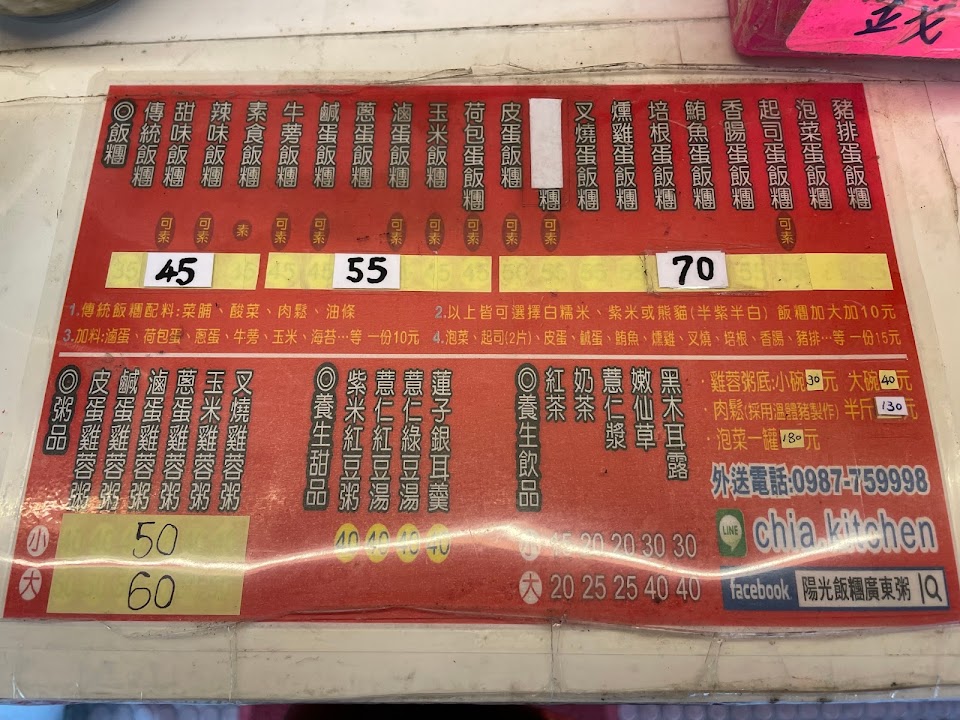 錢
◎飯糰
傳統飯糰
甜味飯糰
辣味飯糰
素食飯糰
牛蒡飯糰
鹹蛋飯糰
蔥蛋飯糰
滷蛋飯糰
玉米飯糰
荷包蛋飯糰
皮蛋飯糰
糰
叉燒蛋飯糰
燻雞蛋飯糰
培根蛋飯糰
鮪魚蛋飯糰
香腸蛋飯糰
起司蛋飯糰
泡菜蛋飯糰
豬排蛋飯糰
可素 可素 素 可素 可素 可素 可素 可素 可素 可素 可素
45 55 70
1.傳統飯糰配料:菜脯、酸菜、肉鬆、油條
2.以上皆可選擇白糯米、紫米或熊貓(半紫半白) 飯糰加大加10元
3.加料:滷蛋、荷包蛋、蔥蛋、牛蒡、玉米、海苔…等 一份10元
4.泡菜、起司(2片)、皮蛋、鹹蛋、鮪魚、燻雞、叉燒、培根、香腸、豬排…等 一份15元
◎粥品
皮蛋雞蓉粥
鹹蛋雞蓉粥
滷蛋雞蓉粥
蔥蛋雞蓉粥
玉米雞蓉粥
叉燒雞蓉粥
小 50
大 60
◎養生甜品
紫米紅豆粥
薏仁紅豆湯
薏仁綠豆湯
蓮子銀耳羹
40 40 40 40
◎養生飲品
紅茶
奶茶
薏仁漿
嫩仙草
黑木耳露
小 15 20 20 30 30
大 20 25 25 40 40
雞蓉粥底:小碗30元 大碗40元
·肉鬆(採用溫體豬製作) 半斤130元
·泡菜一罐180元
外送電話:0987-759998
LINE chia.kitchen
facebook 陽光飯糰廣東粥